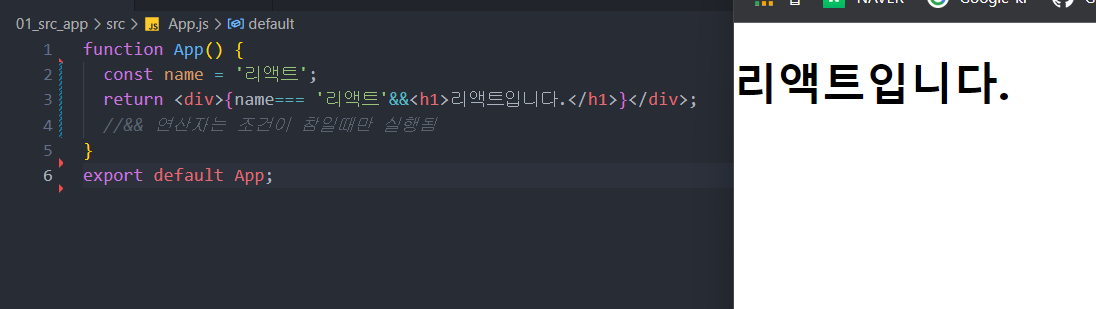 01_src_app > src > JS App.js > default
1 function App() {
2 const name = '리액트';
3 return <div>{name=== '리액트'&&<h1>리액트입니다.</h1>}</div>;
4 //&& 연산자는 조건이 참일때만 실행됨
5 }
6 export default App;
NAVER
리액트입니다.